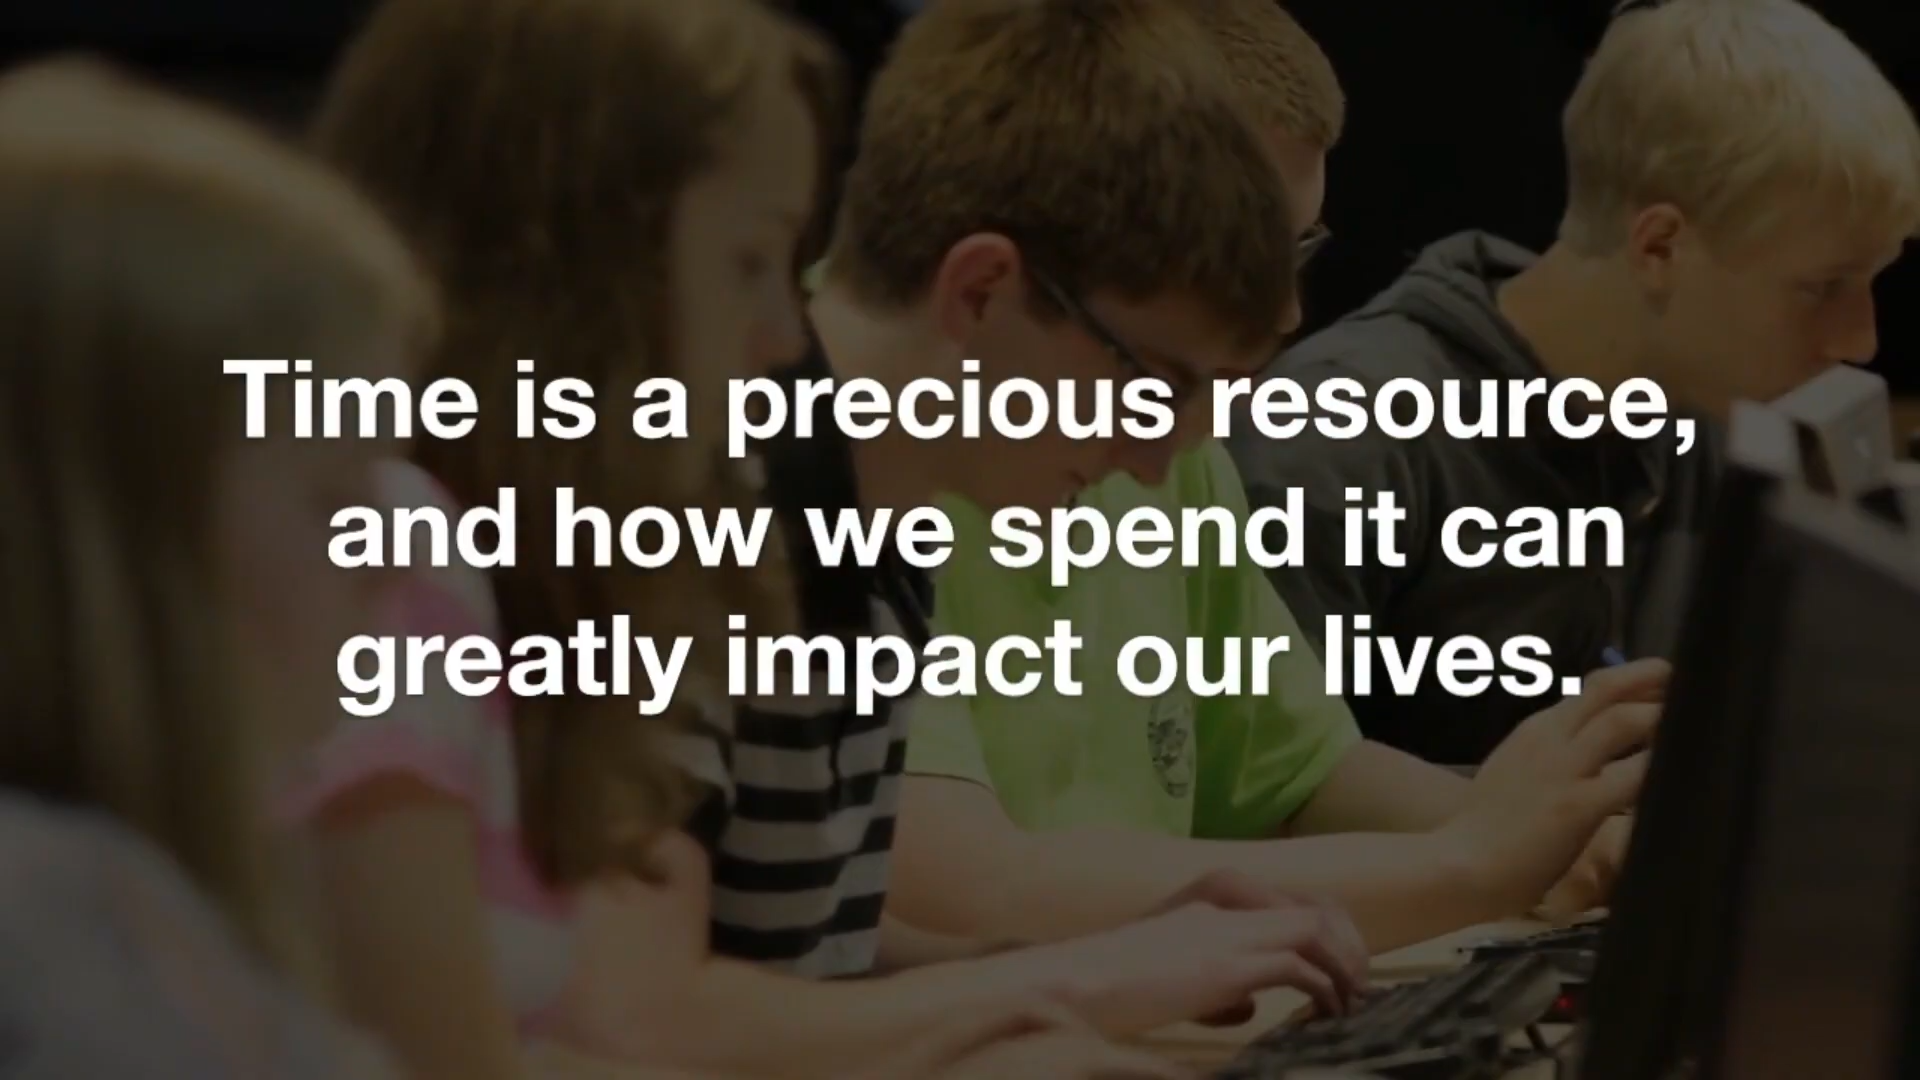 Time is a precious resource,
and how we spend it can
greatly impact our lives.